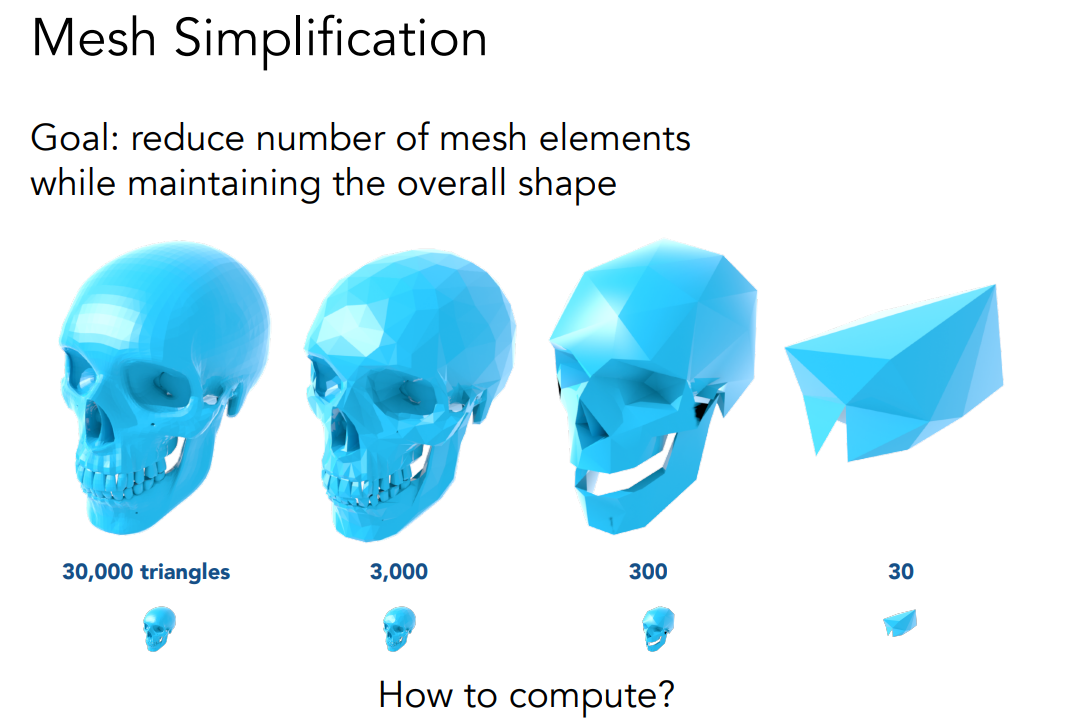 Mesh Simplification
Goal: reduce number of mesh elements
while maintaining the overall shape
30,000 triangles
3,000
300
30
How to compute?